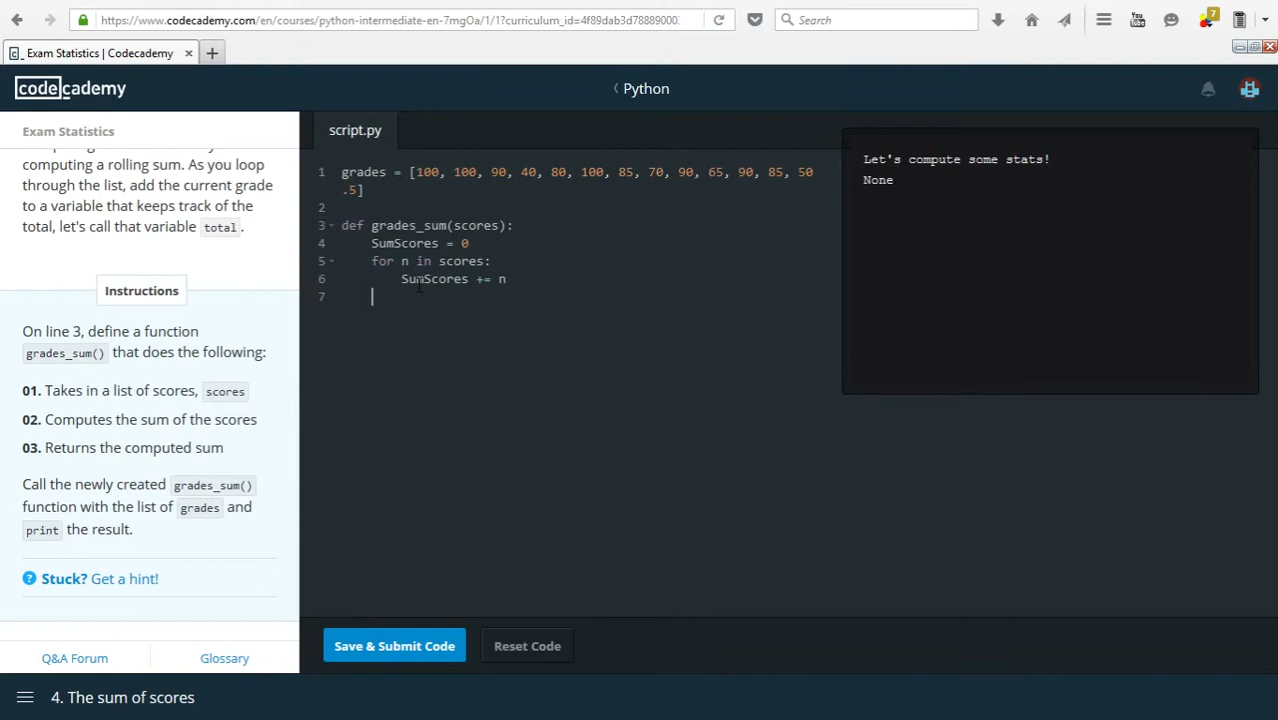 https://www.codecademy.com/en/courses/python-intermediate-en-7mgOa/1/1?curriculum_id=4f89dab3d78889000
Search
You
Tube
7
Exam Statistics | Codecademy
codecademy
Python
Exam Statistics
script.py
computing a rolling sum. As you loop
through the list, add the current grade
to a variable that keeps track of the
total, let's call that variable total.
Instructions
On line 3, define a function
grades_sum() that does the following:
01. Takes in a list of scores, scores
02. Computes the sum of the scores
03. Returns the computed sum
Call the newly created grades_sum()
function with the list of grades and
print the result.
? Stuck? Get a hint!
Q&A Forum
Glossary
1 grades = [100, 100, 90, 40, 80, 100, 85, 70, 90, 65, 90, 85, 50
.5]
2
3 def grades_sum(scores):
4 SumScores = 0
5 for n in scores:
6 SumScores += n
7
Let's compute some stats!
None
Save & Submit Code
Reset Code
4. The sum of scores